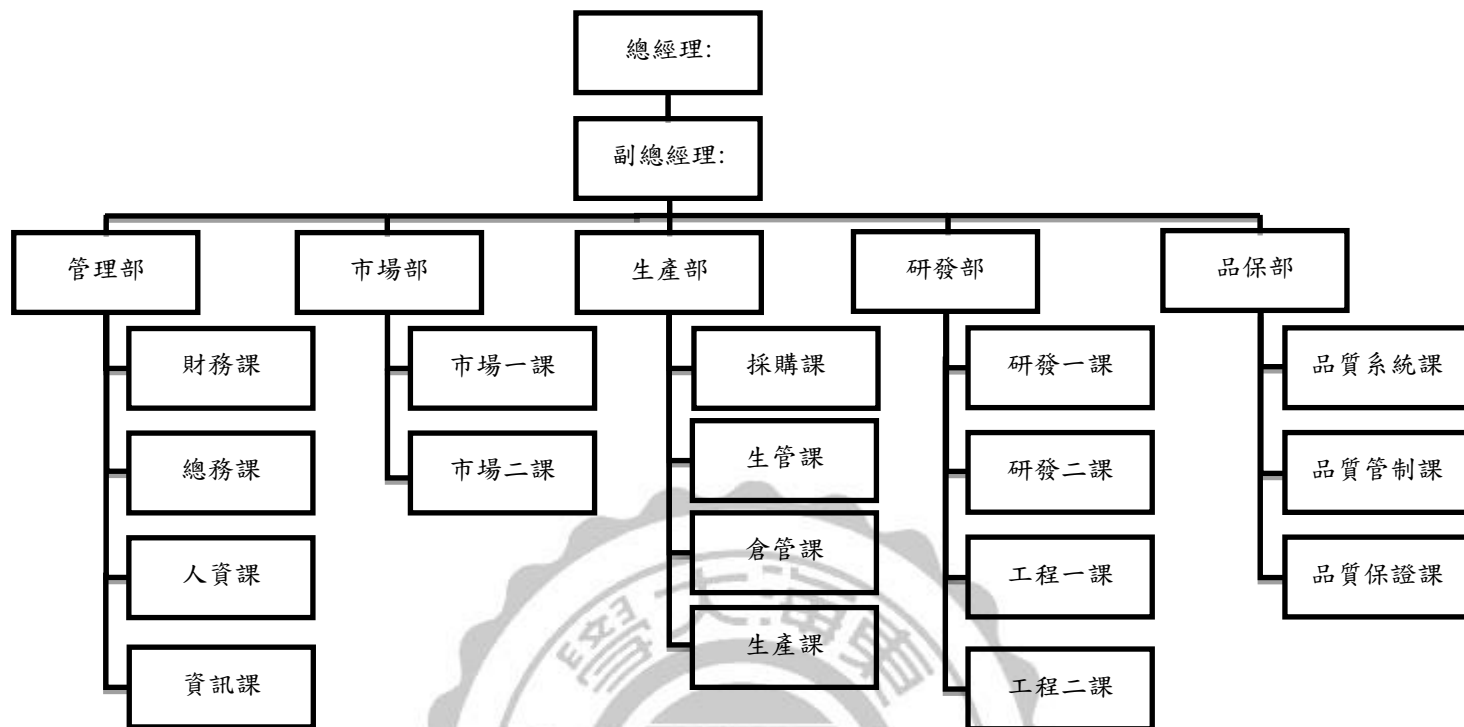 總經理:
副總經理:
管理部
市場部
生產部
研發部
品保部
財務課
總務課
人資課
資訊課
市場一課
市場二課
採購課
生管課
倉管課
生產課
研發一課
研發二課
工程一課
工程二課
品質系統課
品質管制課
品質保證課
學大海東